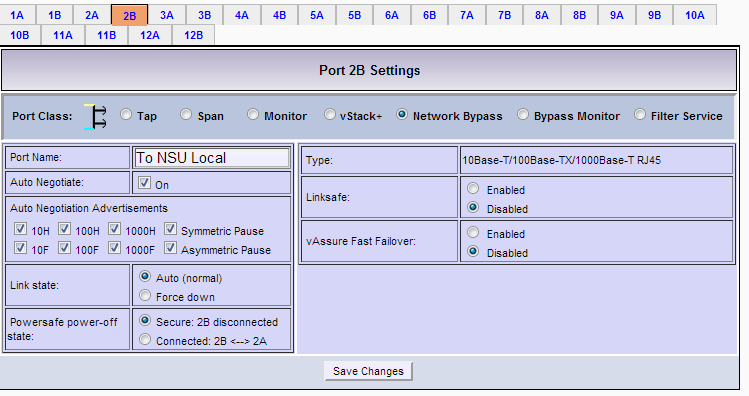 1A 1B 2A 2B 3A 3B 4A 4B 5A 5B 6A 6B 7A 7B 8A 8B 9A 9B 10A
10B 11A 11B 12A 12B
Port 2B Settings
Port Class: Tap Span Monitor vStack+ Network Bypass Bypass Monitor Filter Service
Port Name: To NSU Local
Auto Negotiate: On
Auto Negotiation Advertisements
10H 100H 1000H Symmetric Pause
10F 100F 1000F Asymmetric Pause
Link state: Auto (normal)
Force down
Powersafe power-off state: Secure: 2B disconnected
Connected: 2B <--> 2A
Type: 10Base-T/100Base-TX/1000Base-T RJ45
Linksafe: Enabled
Disabled
vAssure Fast Failover: Enabled
Disabled
Save Changes